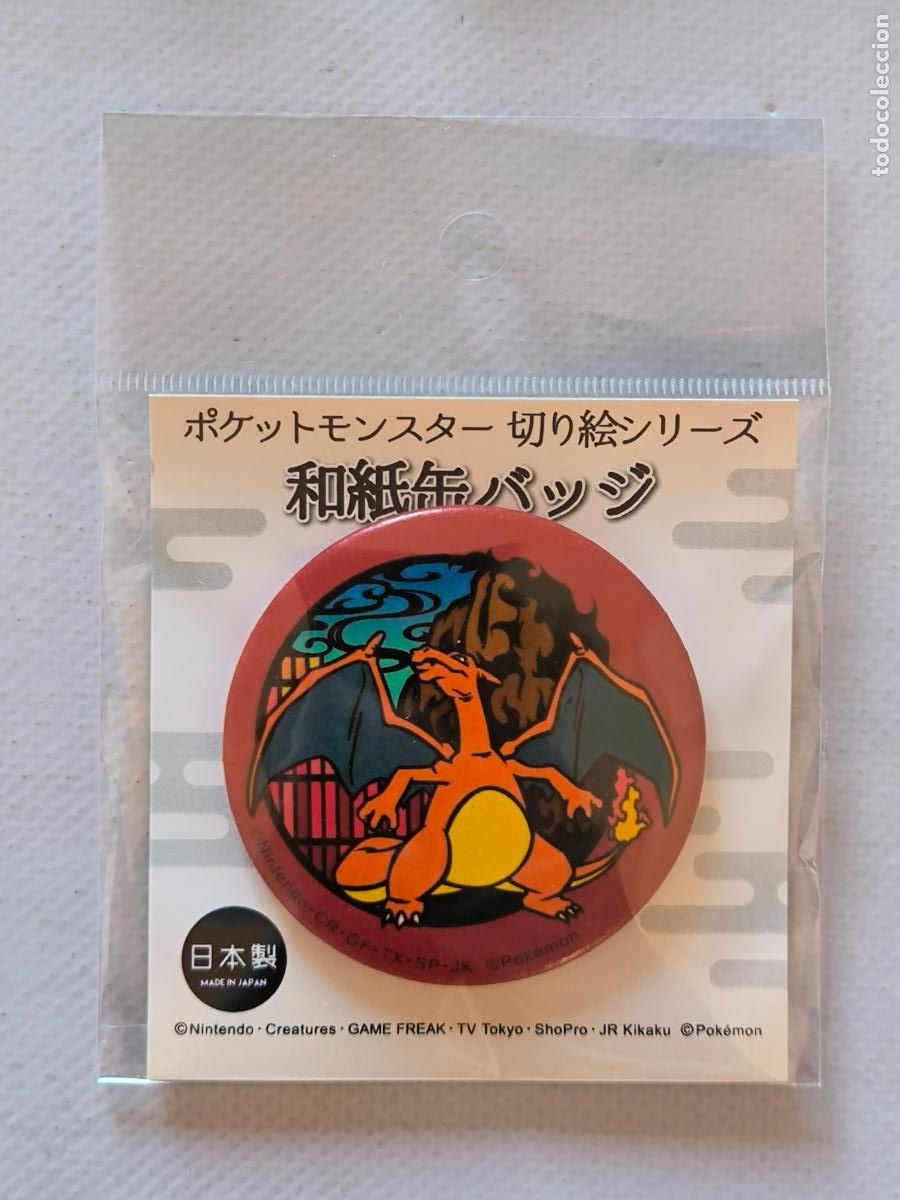 todocoleccion
ポケットモンスター 切り絵シリーズ
和紙缶バッジ
©Nintendo・CR・GF・TX・SP・JK ©Pokémon
日本製
MADE IN JAPAN
©Nintendo・Creatures・GAME FREAK・TV Tokyo・ShoPro・JR Kikaku ©Pokémon